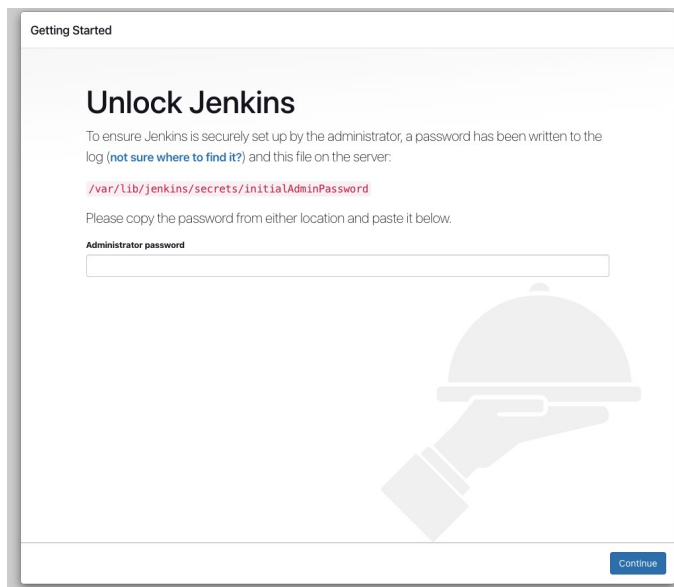 Getting Started
Unlock Jenkins
To ensure Jenkins is securely set up by the administrator, a password has been written to the
log (not sure where to find it?) and this file on the server:
/var/lib/jenkins/secrets/initialAdminPassword
Please copy the password from either location and paste it below.
Administrator password
Continue